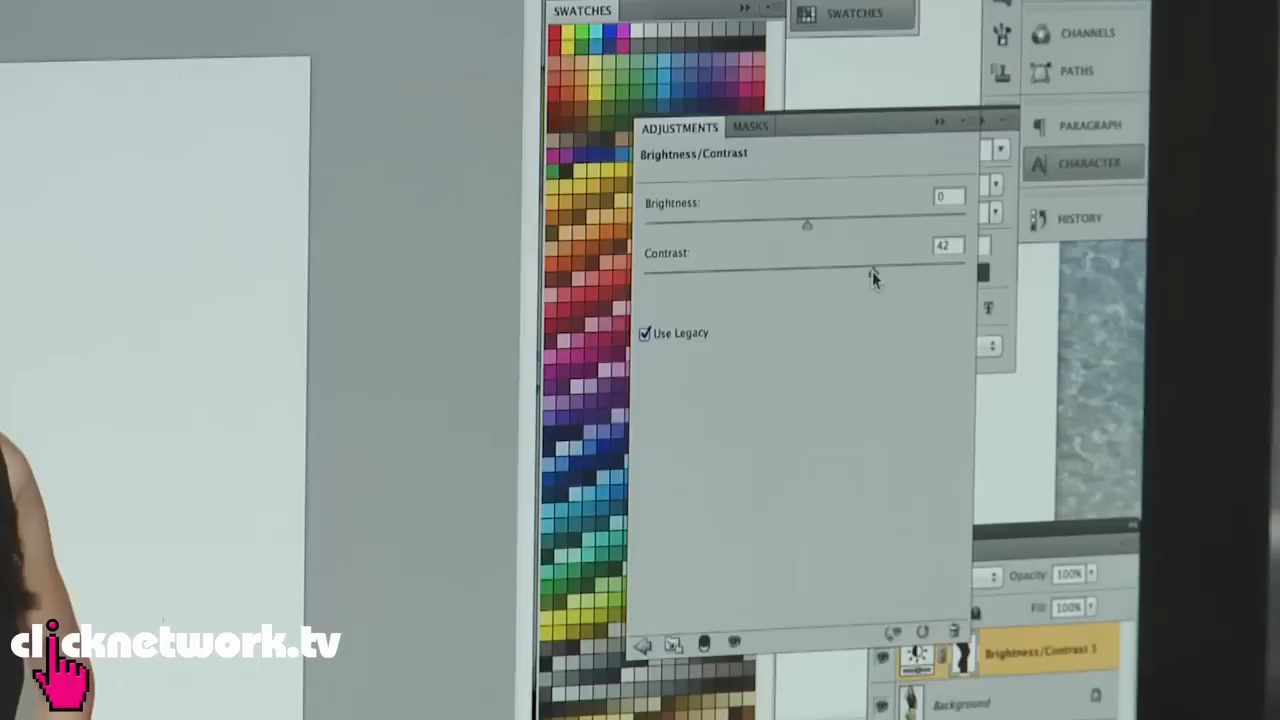 SWATCHES
SWATCHES
CHANNELS
PATHS
ADJUSTMENTS MASKS
PARAGRAPH
Brightness/Contrast
CHARACTER
Brightness: 0
HISTORY
Contrast: 42
Use Legacy
Opacity: 100%
Fill: 100%
clicknetwork.tv
Brightness/Contrast 1
Background